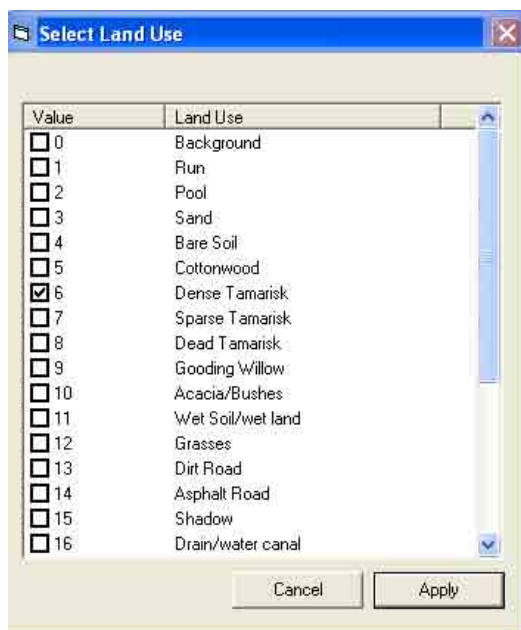 Select Land Use
Value Land Use
0 Background
1 Run
2 Pool
3 Sand
4 Bare Soil
5 Cottonwood
6 Dense Tamarisk
7 Sparse Tamarisk
8 Dead Tamarisk
9 Gooding Willow
10 Acacia/Bushes
11 Wet Soil/wet land
12 Grasses
13 Dirt Road
14 Asphalt Road
15 Shadow
16 Drain/water canal
Cancel Apply